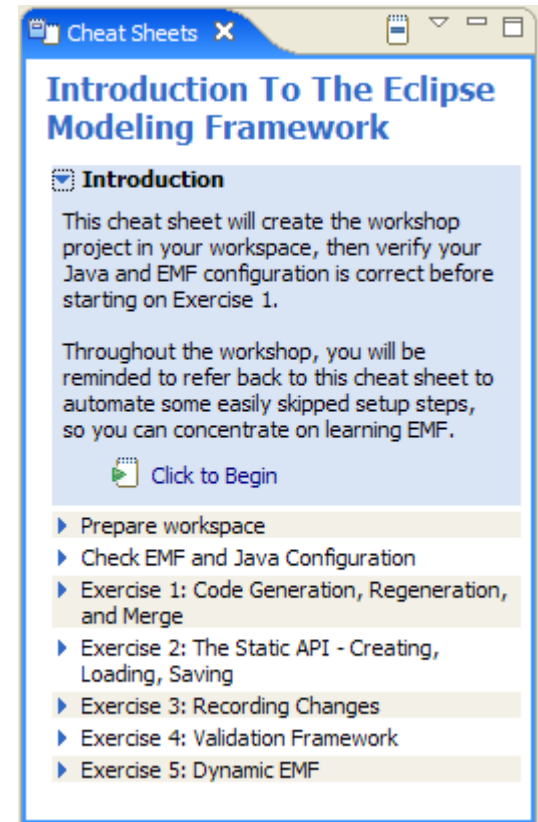 Cheat Sheets
Introduction To The Eclipse
Modeling Framework
Introduction
This cheat sheet will create the workshop
project in your workspace, then verify your
Java and EMF configuration is correct before
starting on Exercise 1.
Throughout the workshop, you will be
reminded to refer back to this cheat sheet to
automate some easily skipped setup steps,
so you can concentrate on learning EMF.
Click to Begin
Prepare workspace
Check EMF and Java Configuration
Exercise 1: Code Generation, Regeneration,
and Merge
Exercise 2: The Static API - Creating,
Loading, Saving
Exercise 3: Recording Changes
Exercise 4: Validation Framework
Exercise 5: Dynamic EMF